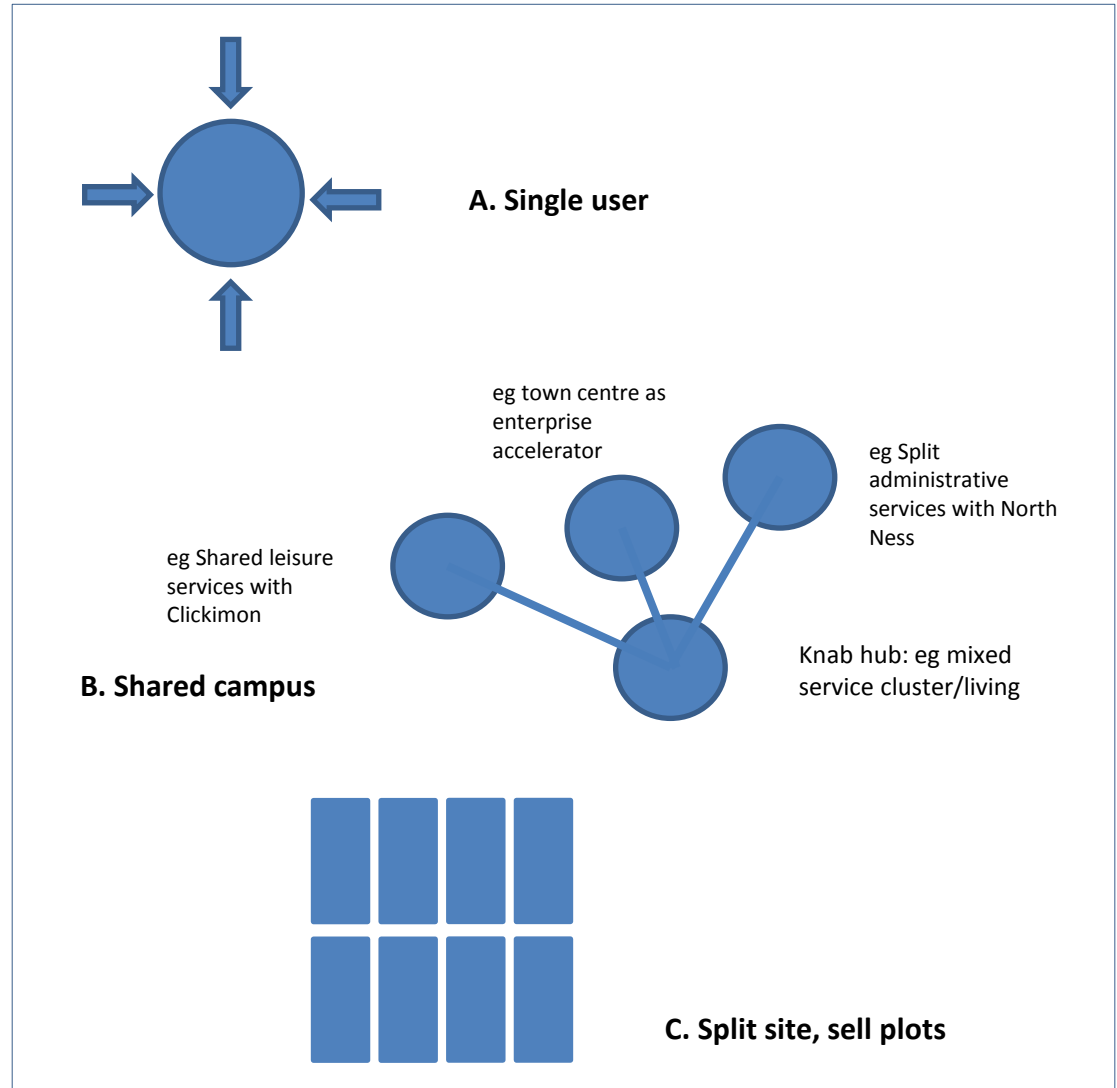 A. Single user
eg town centre as
enterprise
accelerator
eg Split
administrative
services with North
Ness
eg Shared leisure
services with
Clickimon
Knab hub: eg mixed
service cluster/living
B. Shared campus
C. Split site, sell plots